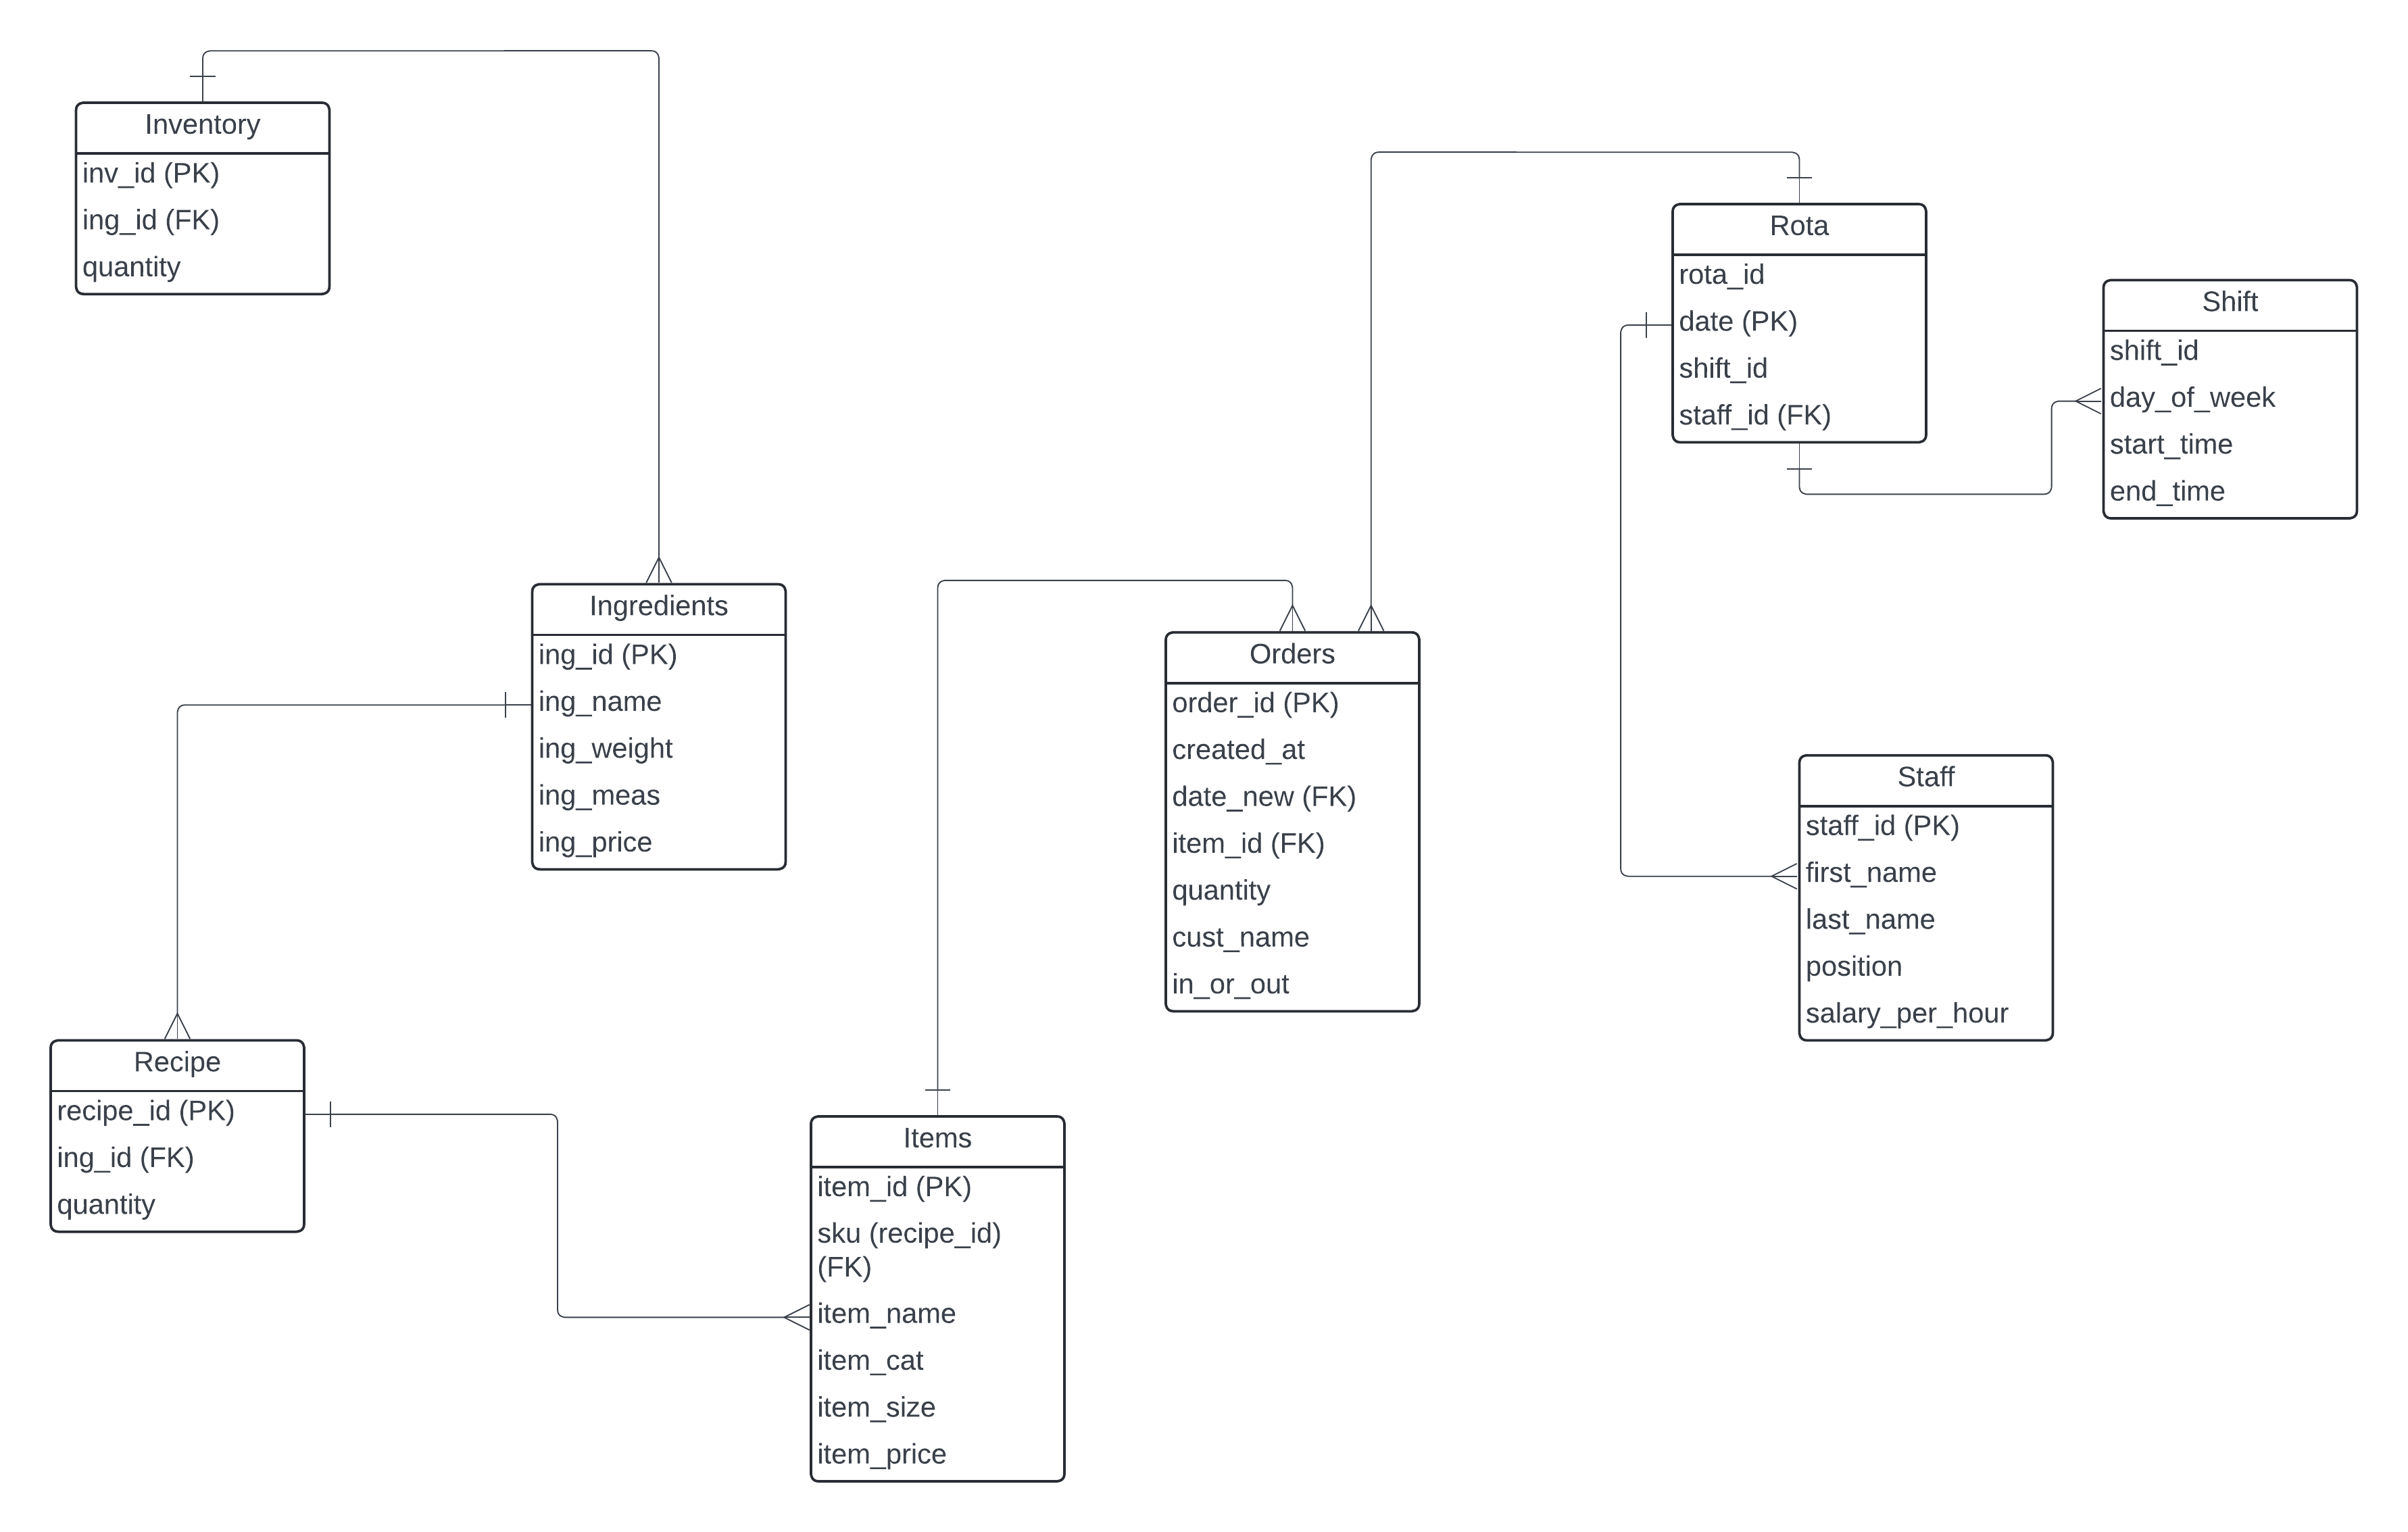 Inventory
inv_id (PK)
ing_id (FK)
quantity
Rota
rota_id
date (PK)
shift_id
staff_id (FK)
Shift
shift_id
day_of_week
start_time
end_time
Ingredients
ing_id (PK)
ing_name
ing_weight
ing_meas
ing_price
Orders
order_id (PK)
created_at
date_new (FK)
item_id (FK)
quantity
cust_name
in_or_out
Staff
staff_id (PK)
first_name
last_name
position
salary_per_hour
Recipe
recipe_id (PK)
ing_id (FK)
quantity
Items
item_id (PK)
sku (recipe_id)
(FK)
item_name
item_cat
item_size
item_price